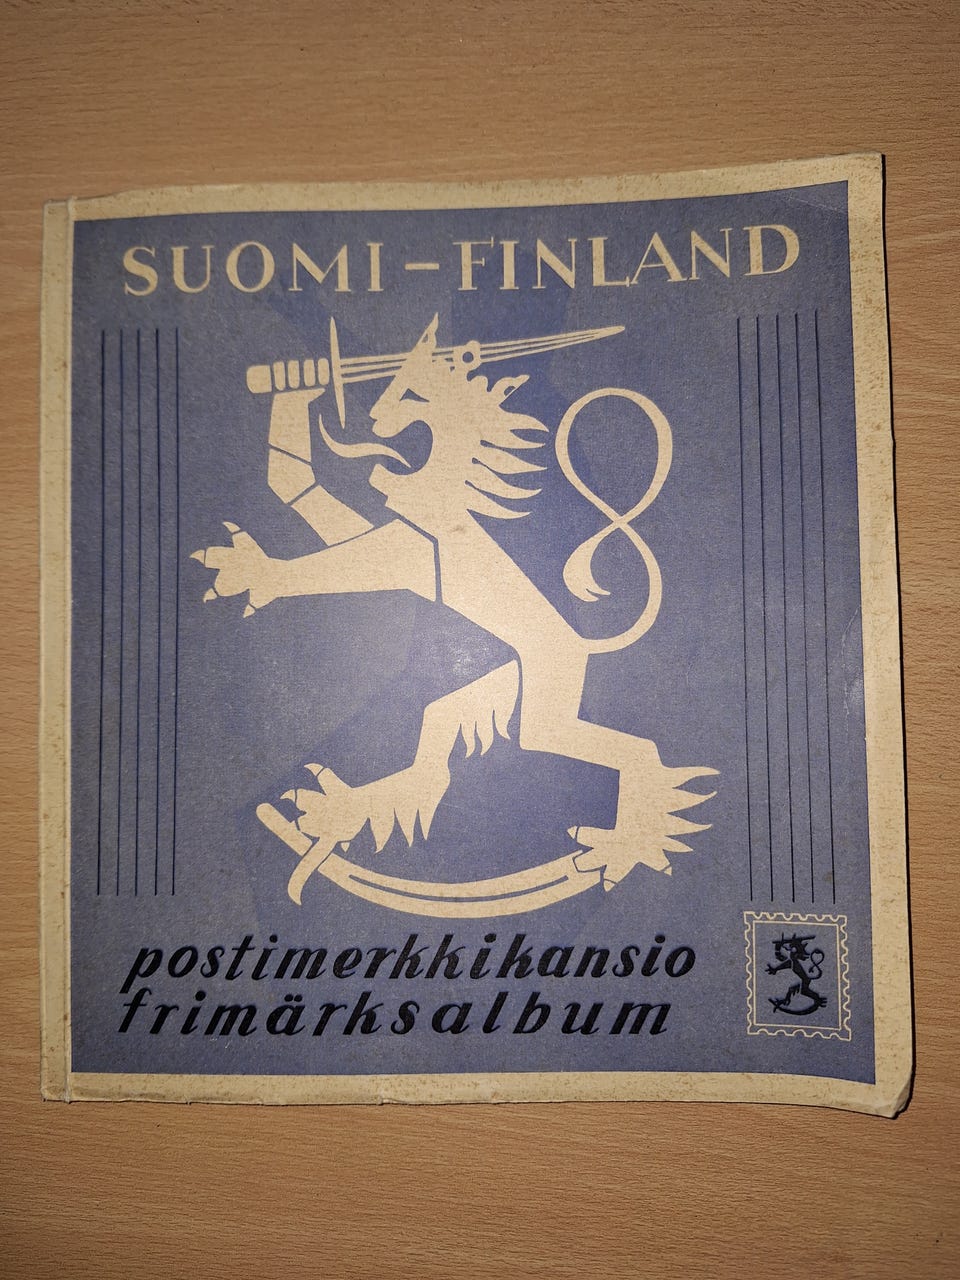 SUOMI – FINLAND
postimerkkikansio
frimärksalbum